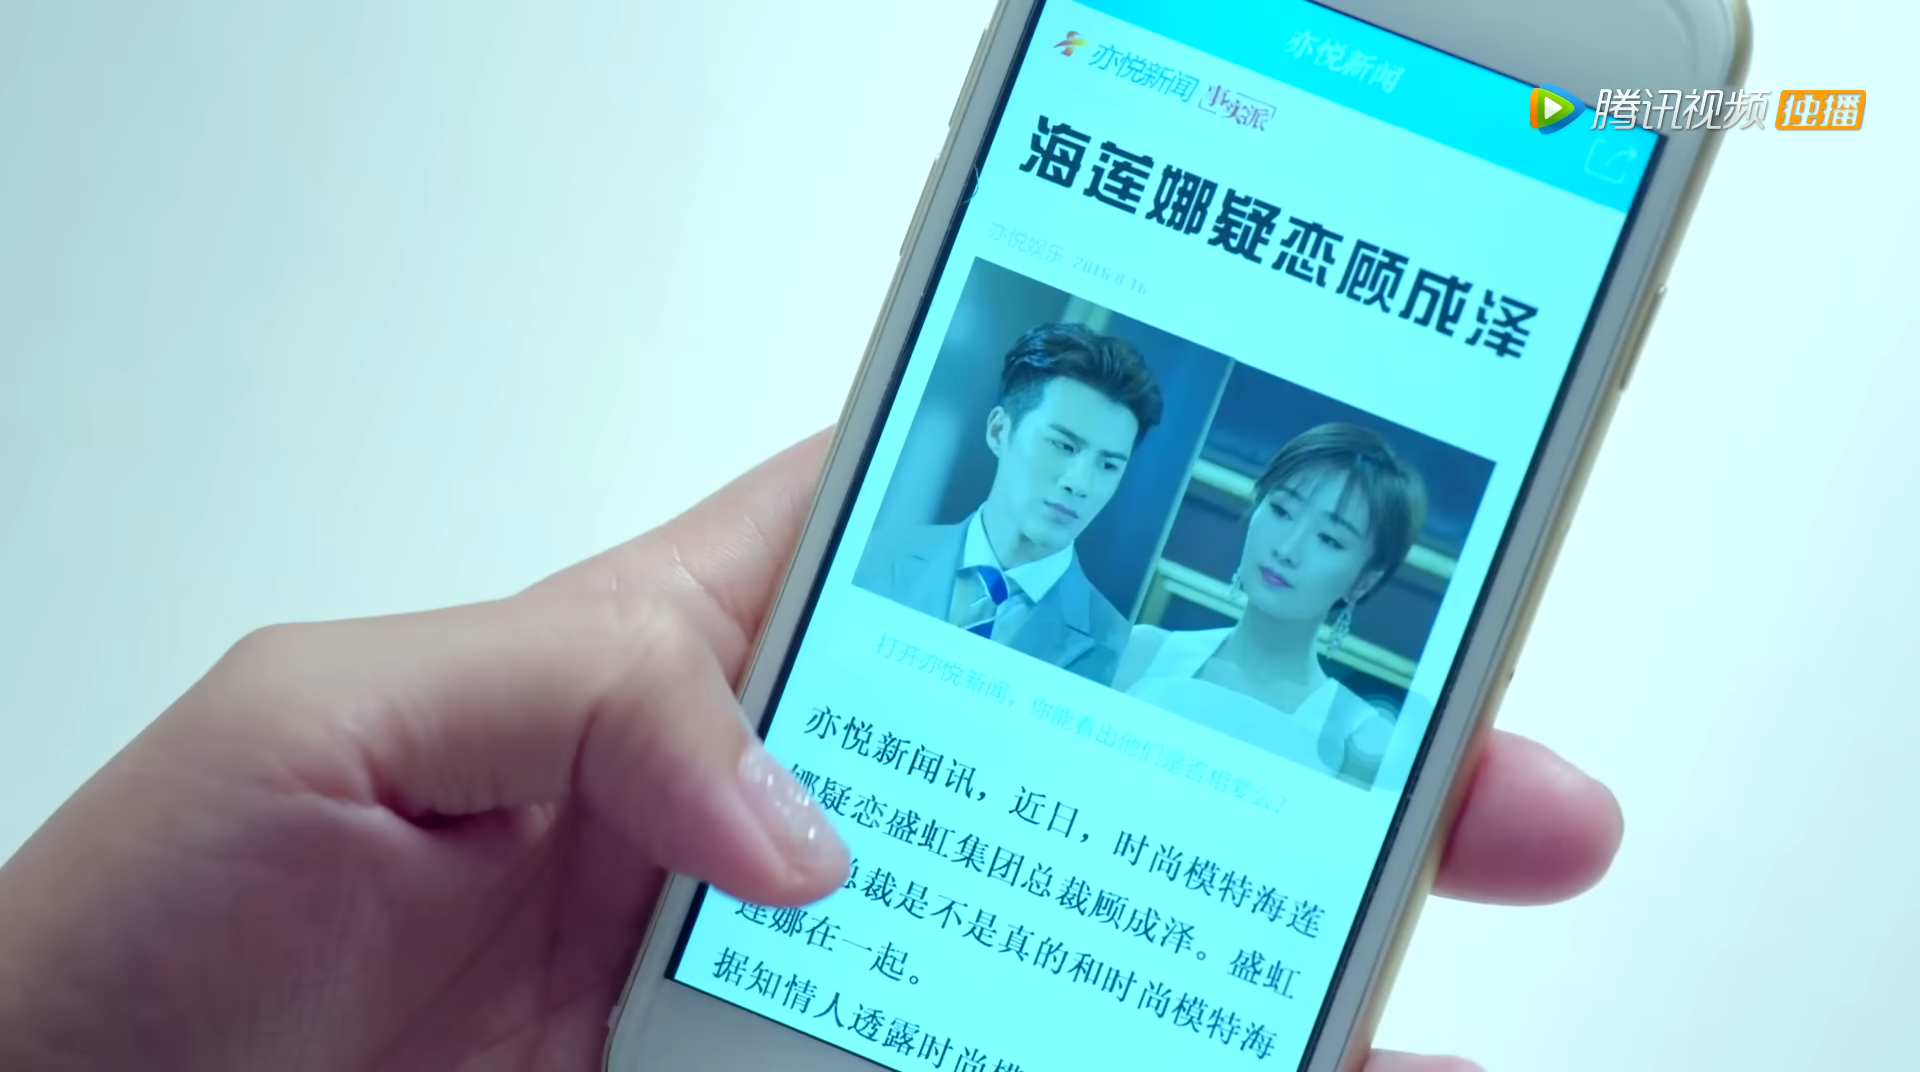 亦悦新闻
亦悦新闻 事实派
腾讯视频 独播
海莲娜疑恋顾成泽
亦悦娱乐 2016 8 16
打开亦悦新闻，你能看出他们是否相爱么？
亦悦新闻讯，近日，时尚模特海莲
娜疑恋盛虹集团总裁顾成泽。盛虹
总裁是不是真的和时尚模特海
莲娜在一起。
据知情人透露时尚模